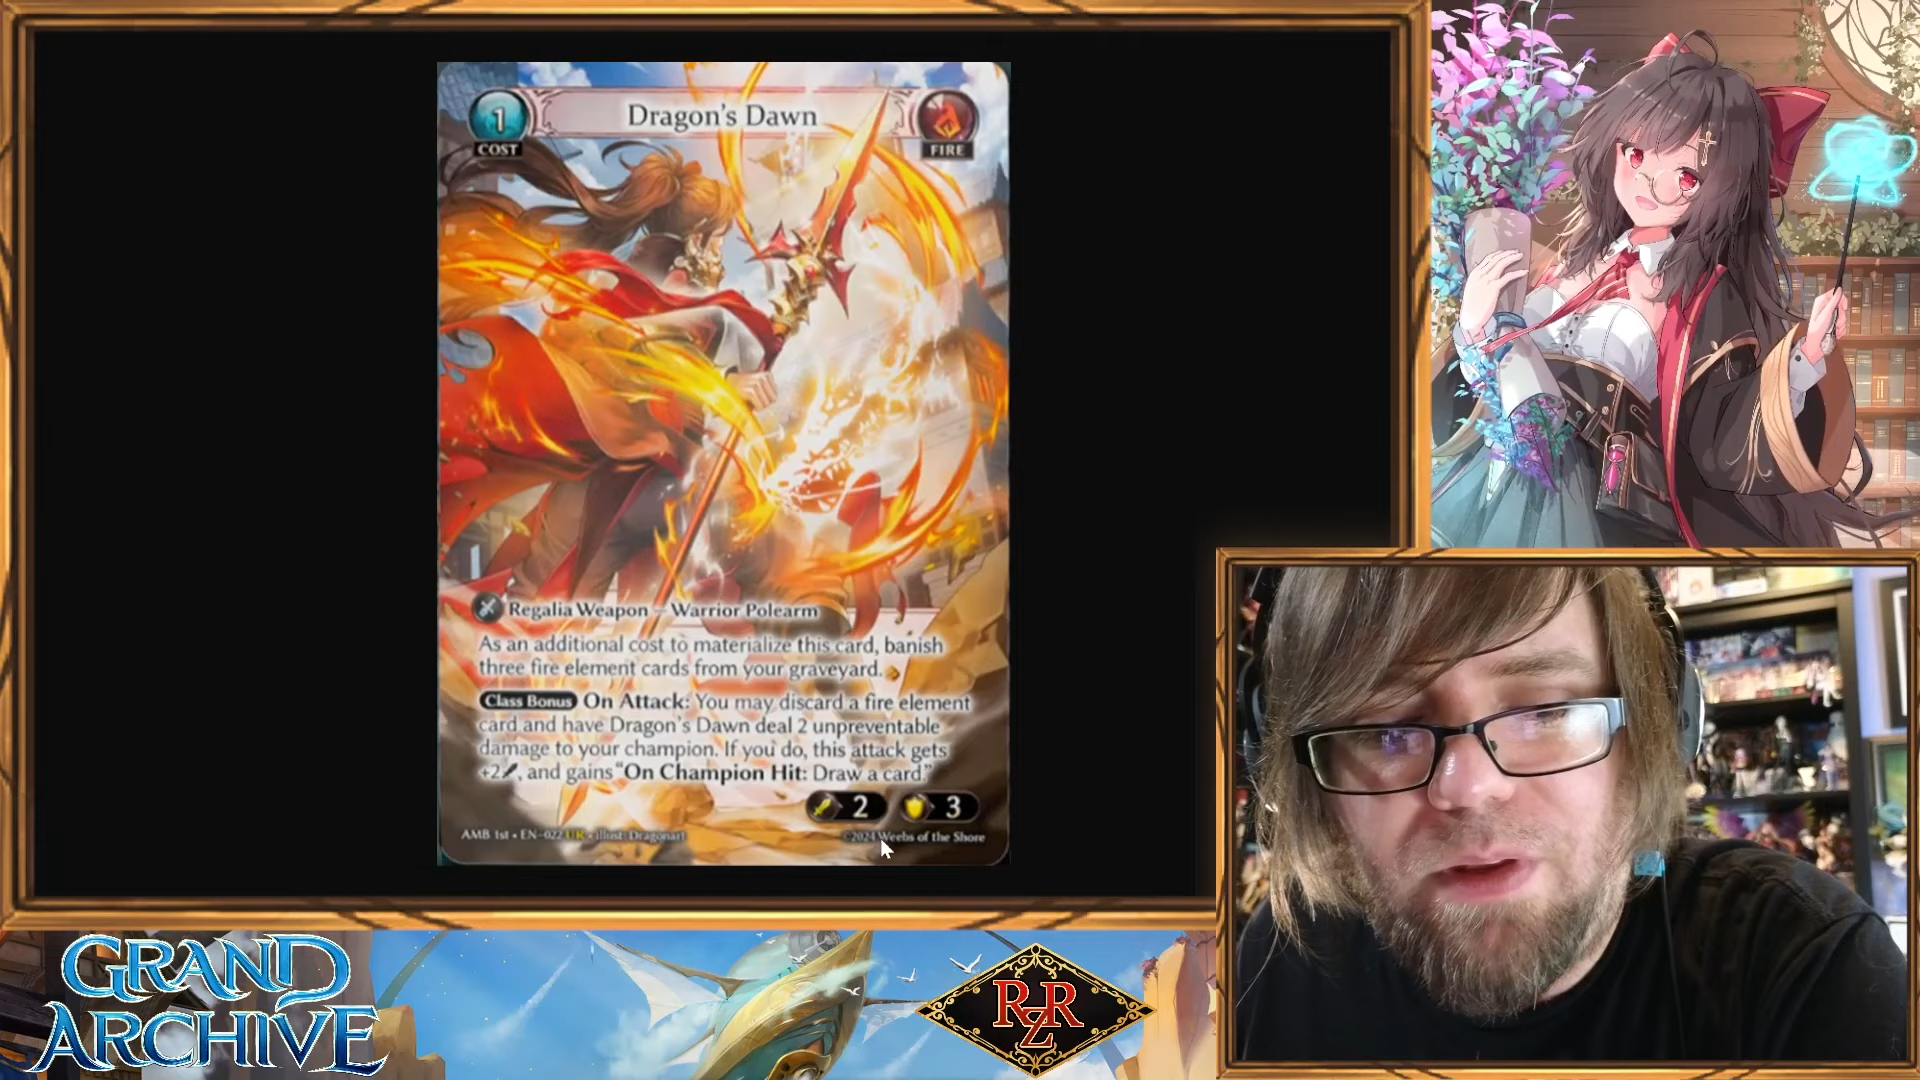 1
COST
Dragon's Dawn
FIRE
Regalia Weapon — Warrior Polearm
As an additional cost to materialize this card, banish
three fire element cards from your graveyard.
Class Bonus On Attack: You may discard a fire element
card and have Dragon's Dawn deal 2 unpreventable
damage to your champion. If you do, this attack gets
+2, and gains "On Champion Hit: Draw a card."
2 3
AMB 1st • EN-022 UR • illust: Dragonart
©2024 Weebs of the Shore
GRAND
ARCHIVE
RZR